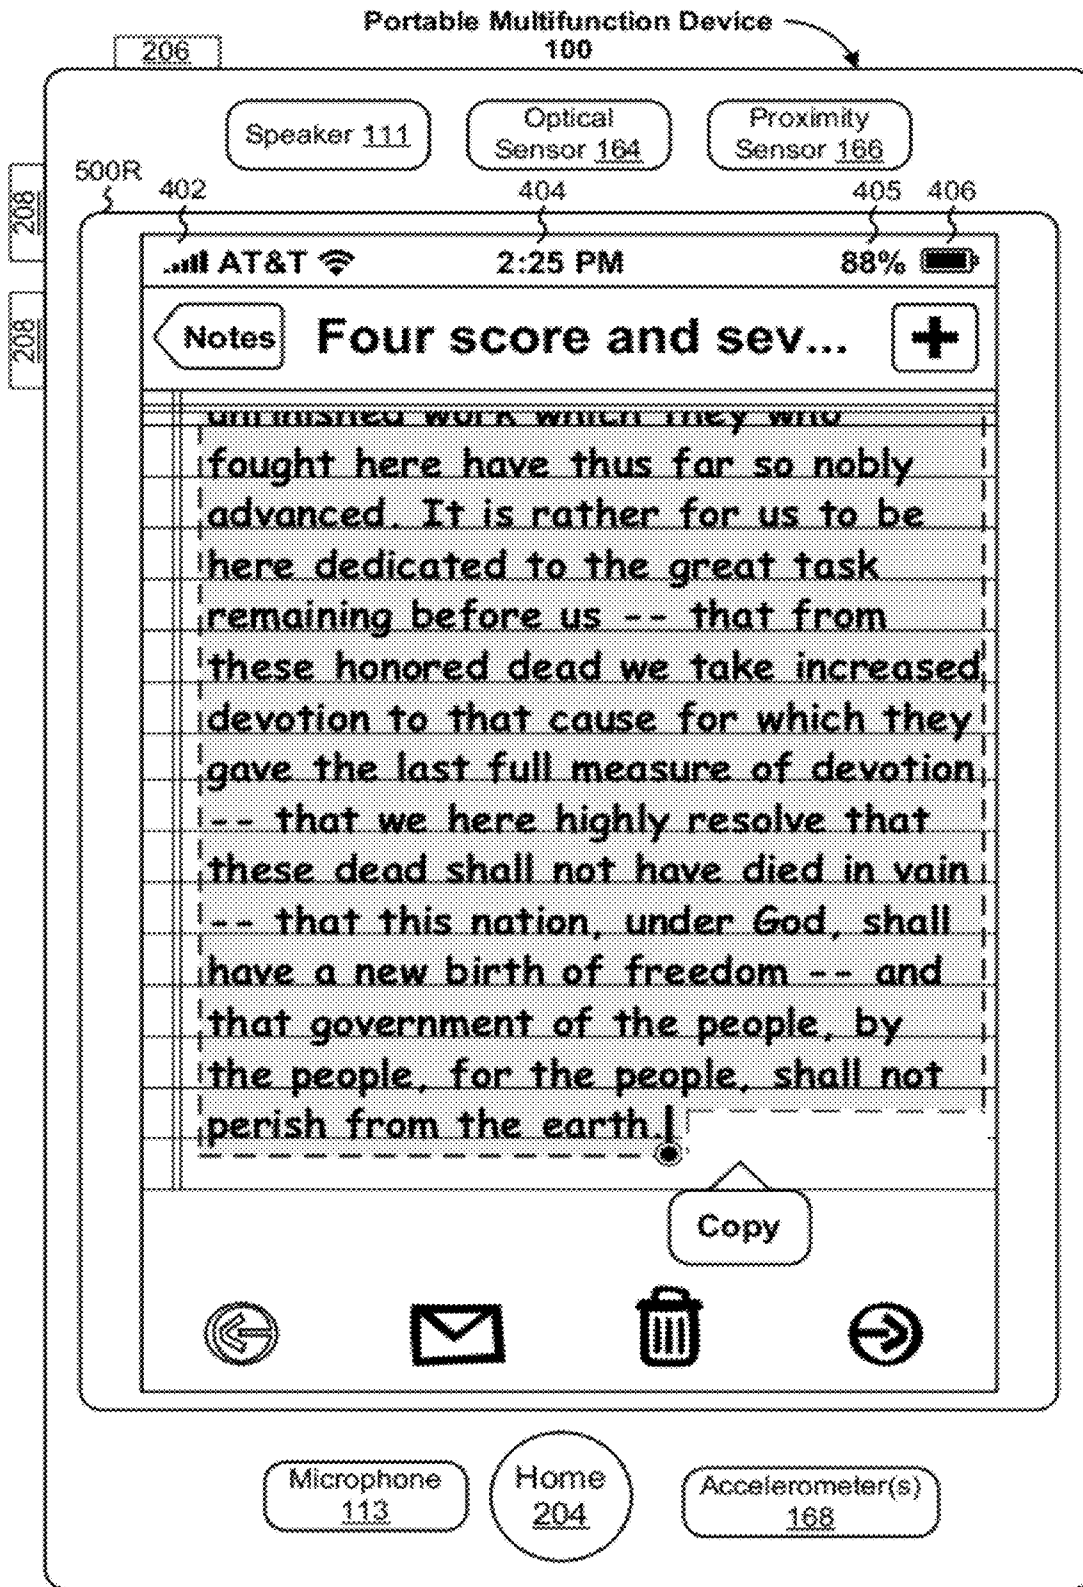 Portable Multifunction Device
100
206
Speaker 111
Optical
Sensor 164
Proximity
Sensor 166
208
208
500R
402
404
405
406
AT&T
2:25 PM
88%
Notes
Four score and sev...
+
unfinished work which they who
fought here have thus far so nobly
advanced. It is rather for us to be
here dedicated to the great task
remaining before us -- that from
these honored dead we take increased
devotion to that cause for which they
gave the last full measure of devotion
-- that we here highly resolve that
these dead shall not have died in vain
-- that this nation, under God, shall
have a new birth of freedom -- and
that government of the people, by
the people, for the people, shall not
perish from the earth.
Copy
Microphone
113
Home
204
Accelerometer(s)
168